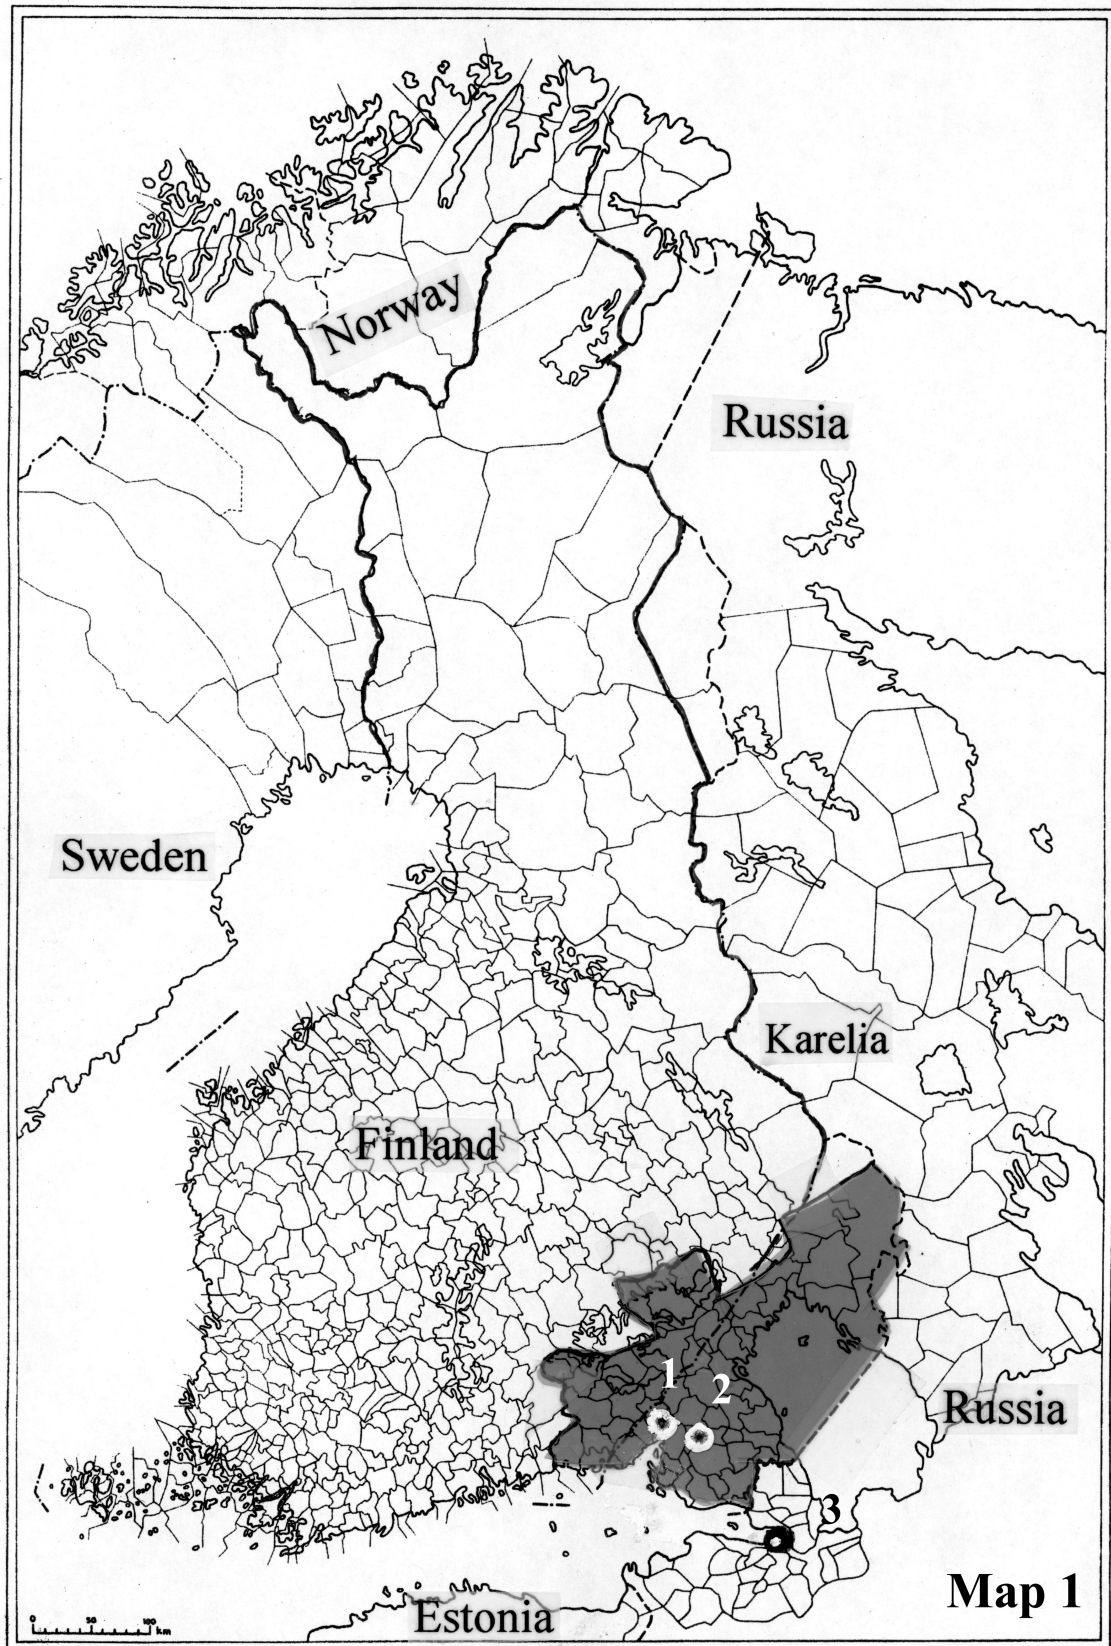 Norway
Russia
Sweden
Karelia
Finland
1
2
Russia
3
Map 1
Estonia
0 50 100 km